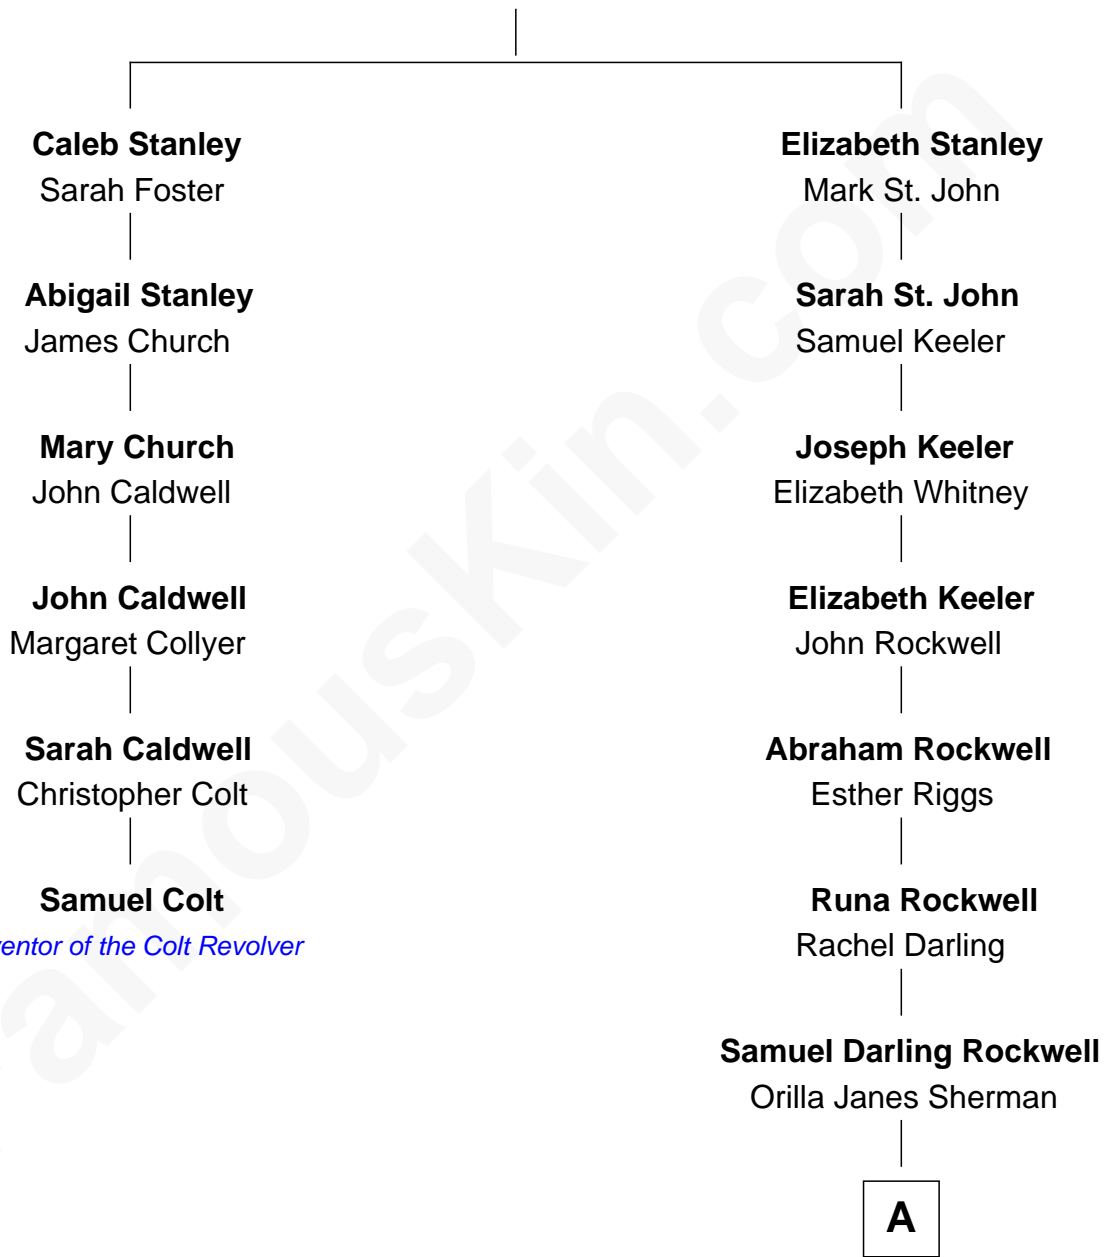 Caleb Stanley
Sarah Foster
Abigail Stanley
James Church
Mary Church
John Caldwell
John Caldwell
Margaret Collyer
Sarah Caldwell
Christopher Colt
Samuel Colt
entor of the Colt Revolver
Elizabeth Stanley
Mark St. John
Sarah St. John
Samuel Keeler
Joseph Keeler
Elizabeth Whitney
Elizabeth Keeler
John Rockwell
Abraham Rockwell
Esther Riggs
Runa Rockwell
Rachel Darling
Samuel Darling Rockwell
Orilla Janes Sherman
A
amousKin.com